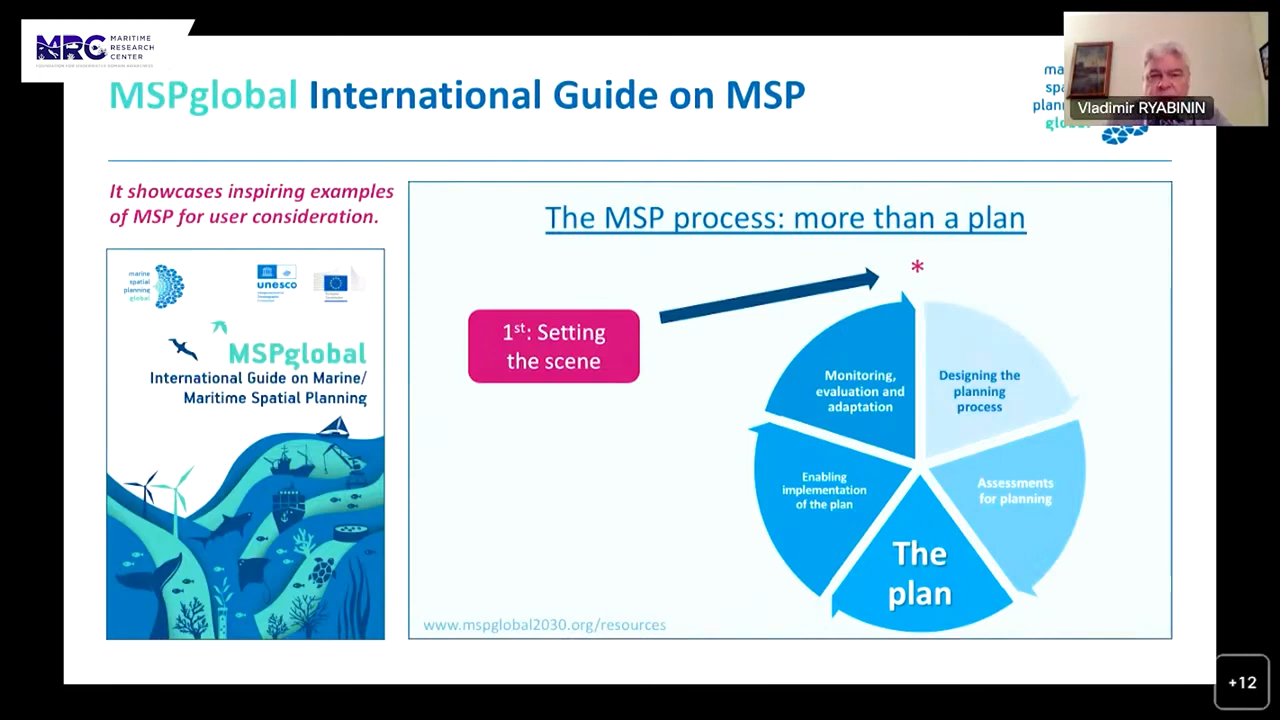 MRC
MARITIME
RESEARCH
CENTER
MSPglobal International Guide on MSP
Vladimir RYABININ
It showcases inspiring examples
of MSP for user consideration.
marine
spatial
planning
global
unesco
MSPglobal
International Guide on Marine/
Maritime Spatial Planning
The MSP process: more than a plan
*
1st: Setting
the scene
Monitoring,
evaluation and
adaptation
Designing the
planning
process
Enabling
implementation
of the plan
Assessments
for planning
The
plan
www.mspglobal2030.org/resources
+12